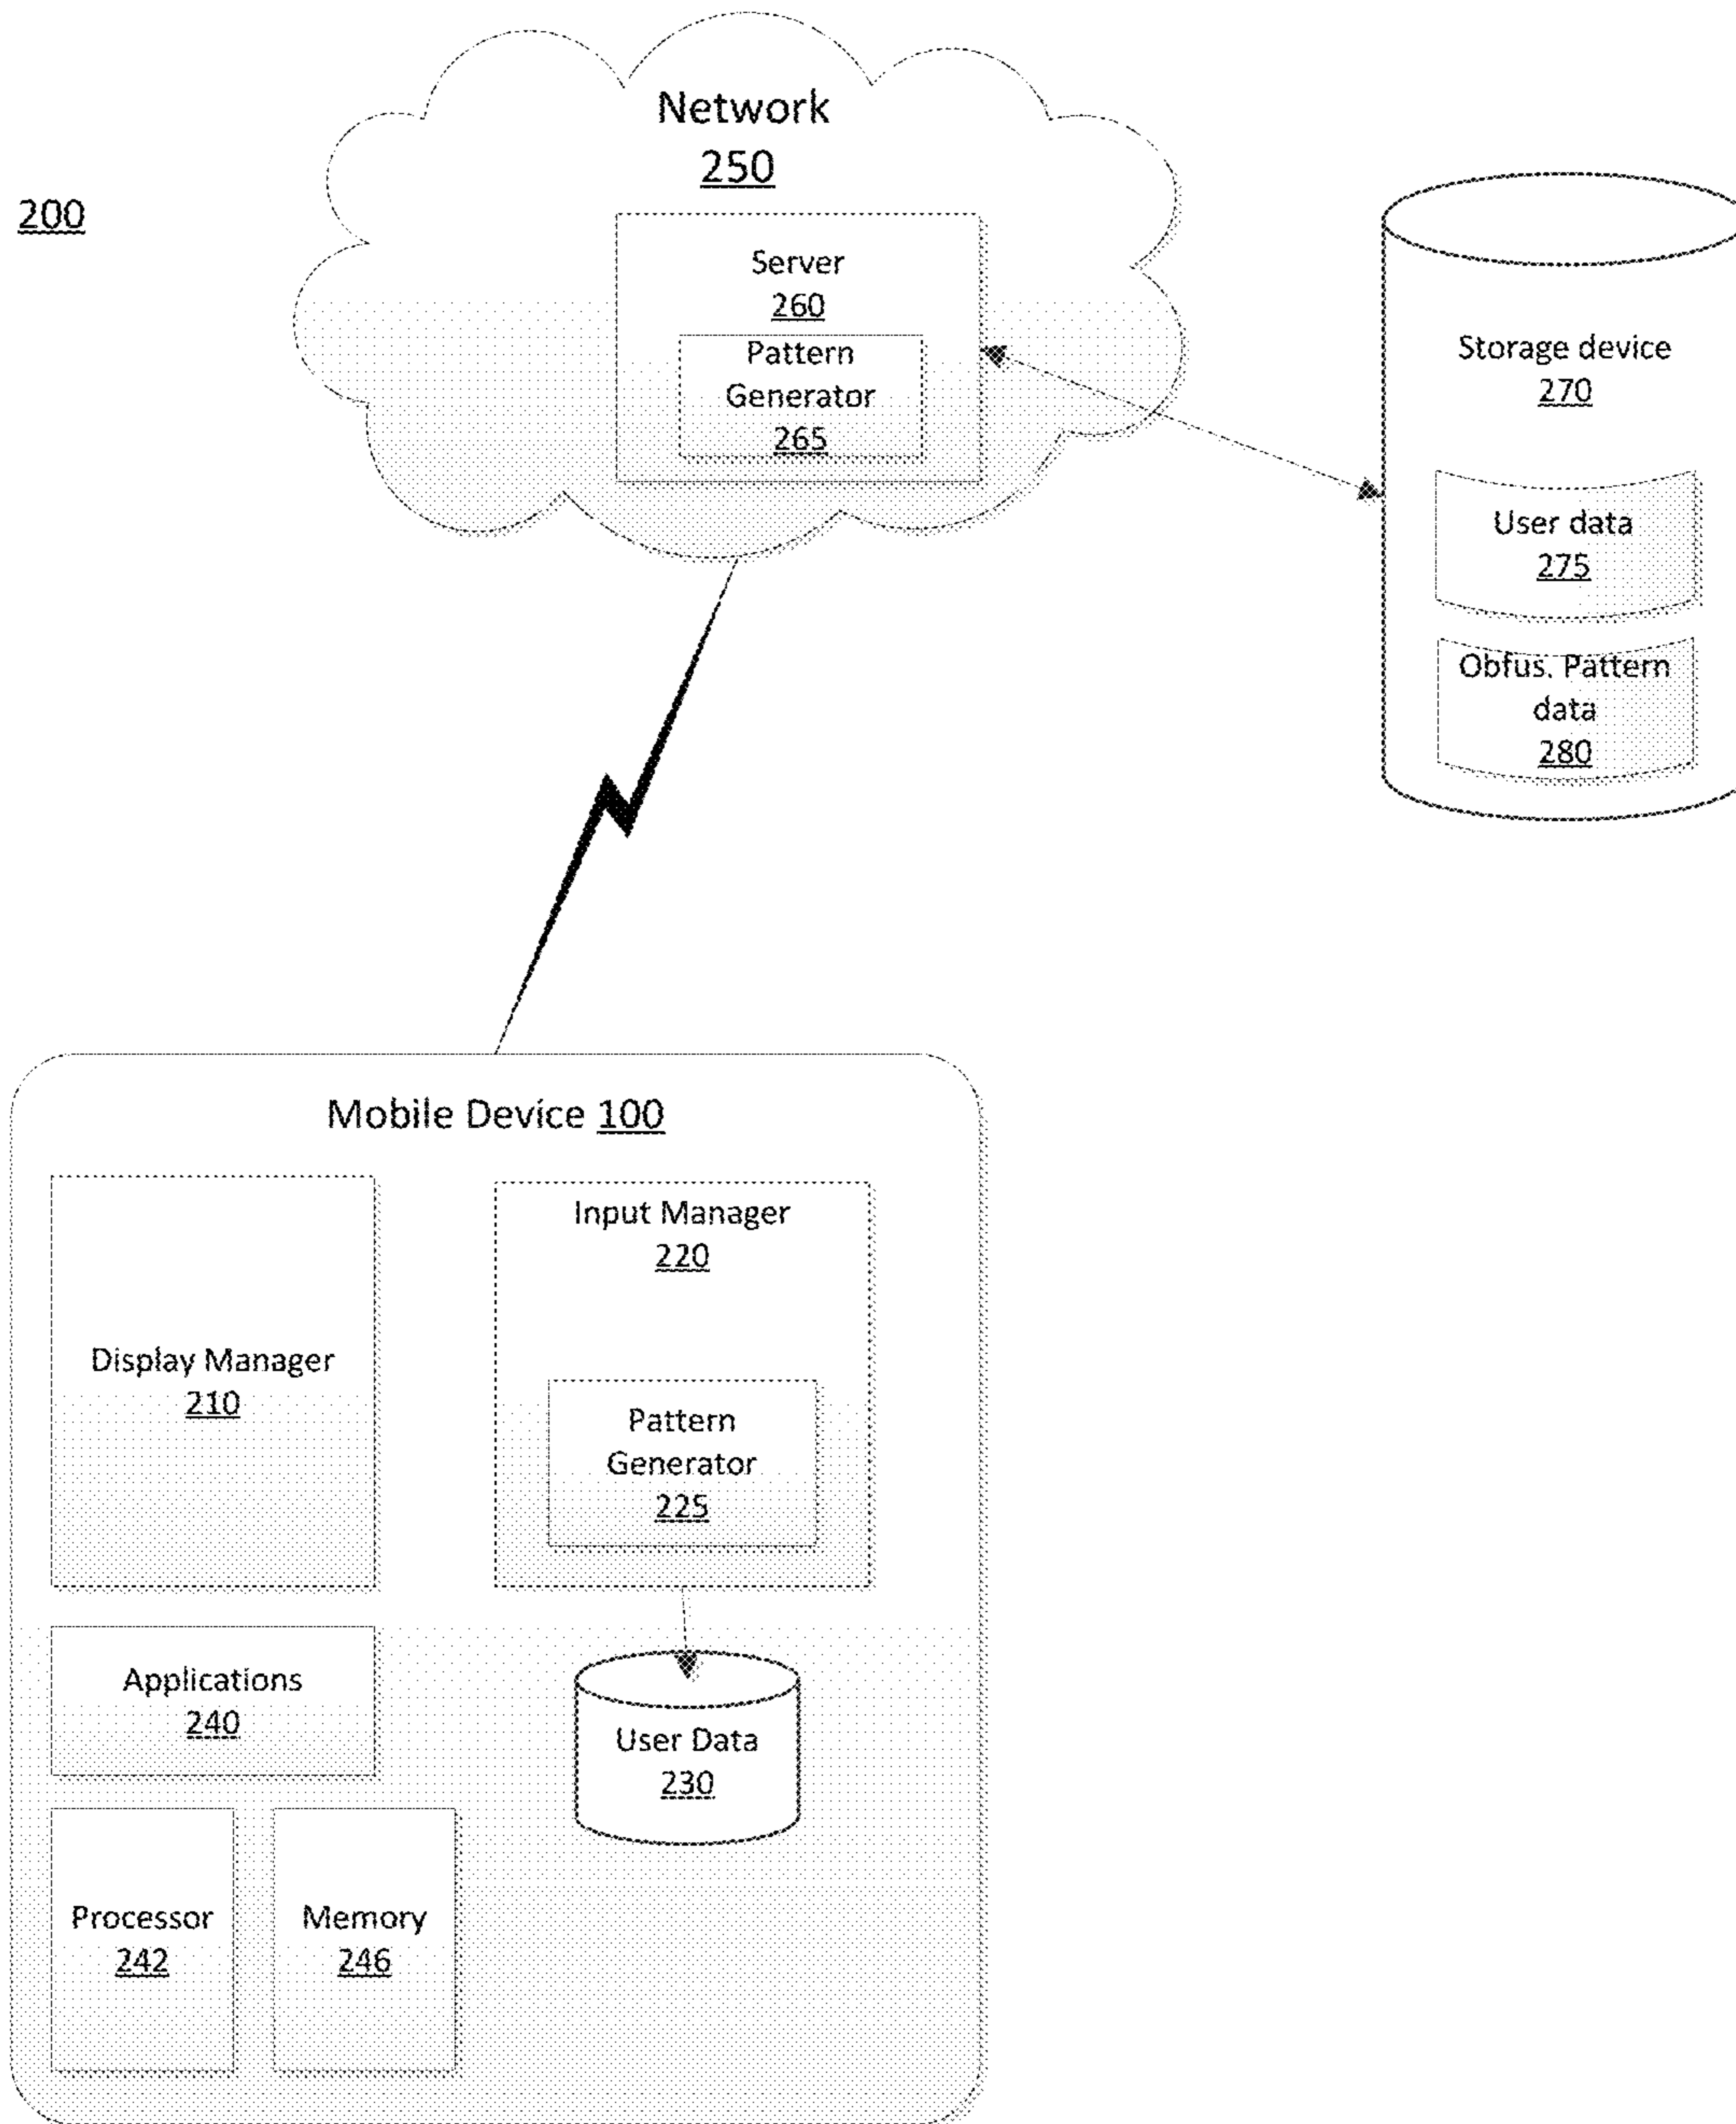 200
Network
250
Server
260
Pattern
Generator
265
Storage device
270
User data
275
Obfus. Pattern
data
280
Mobile Device 100
Display Manager
210
Input Manager
220
Pattern
Generator
225
Applications
240
User Data
230
Processor
242
Memory
246